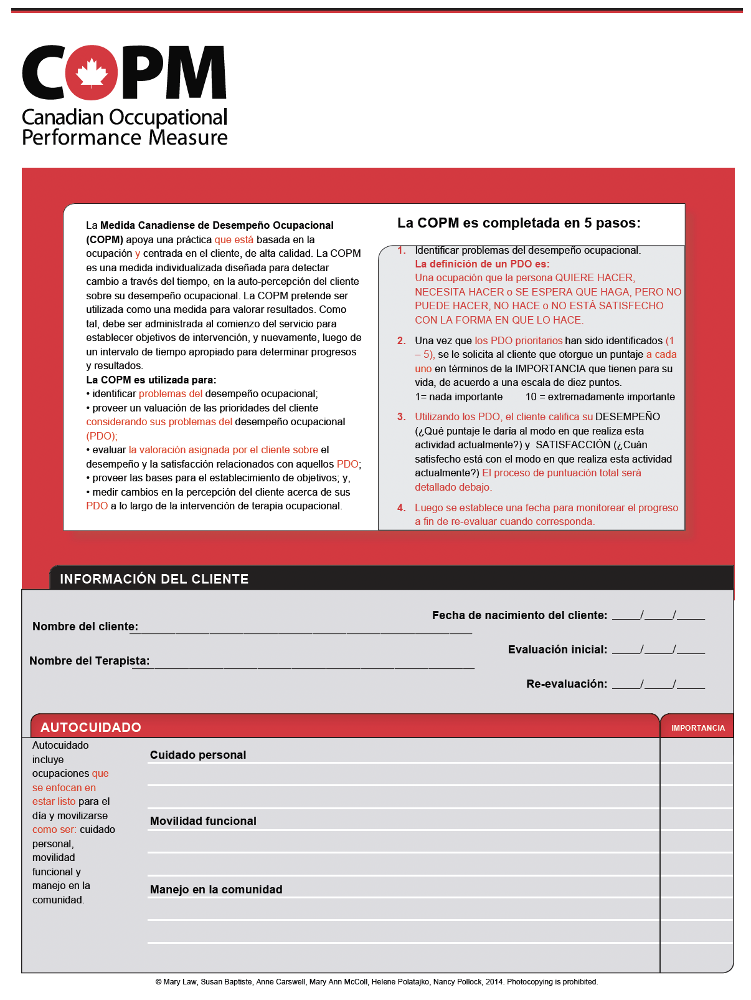 COPM
Canadian Occupational
Performance Measure
La Medida Canadiense de Desempeño Ocupacional
(COPM) apoya una práctica que está basada en la
ocupación y centrada en el cliente, de alta calidad. La COPM
es una medida individualizada diseñada para detectar
cambio a través del tiempo, en la auto-percepción del cliente
sobre su desempeño ocupacional. La COPM pretende ser
utilizada como una medida para valorar resultados. Como
tal, debe ser administrada al comienzo del servicio para
establecer objetivos de intervención, y nuevamente, luego de
un intervalo de tiempo apropiado para determinar progresos
y resultados.
La COPM es utilizada para:
• identificar problemas del desempeño ocupacional;
• proveer un valuación de las prioridades del cliente
considerando sus problemas del desempeño ocupacional
(PDO);
• evaluar la valoración asignada por el cliente sobre el
desempeño y la satisfacción relacionados con aquellos PDO;
• proveer las bases para el establecimiento de objetivos; y,
• medir cambios en la percepción del cliente acerca de sus
PDO a lo largo de la intervención de terapia ocupacional.
La COPM es completada en 5 pasos:
1. Identificar problemas del desempeño ocupacional.
La definición de un PDO es:
Una ocupación que la persona QUIERE HACER,
NECESITA HACER o SE ESPERA QUE HAGA, PERO NO
PUEDE HACER, NO HACE o NO ESTÁ SATISFECHO
CON LA FORMA EN QUE LO HACE.
2. Una vez que los PDO prioritarios han sido identificados (1
– 5), se le solicita al cliente que otorgue un puntaje a cada
uno en términos de la IMPORTANCIA que tienen para su
vida, de acuerdo a una escala de diez puntos.
1= nada importante 10 = extremadamente importante
3. Utilizando los PDO, el cliente califica su DESEMPEÑO
(¿Qué puntaje le daría al modo en que realiza esta
actividad actualmente?) y SATISFACCIÓN (¿Cuán
satisfecho está con el modo en que realiza esta actividad
actualmente?) El proceso de puntuación total será
detallado debajo.
4. Luego se establece una fecha para monitorear el progreso
a fin de re-evaluar cuando corresponda.
INFORMACIÓN DEL CLIENTE
Nombre del cliente:
Fecha de nacimiento del cliente: _____/_____/_____
Nombre del Terapista:
Evaluación inicial: _____/_____/_____
Re-evaluación: _____/_____/_____
AUTOCUIDADO
IMPORTANCIA
Autocuidado
incluye
ocupaciones que
se enfocan en
estar listo para el
día y movilizarse
como ser: cuidado
personal,
movilidad
funcional y
manejo en la
comunidad.
Cuidado personal
Movilidad funcional
Manejo en la comunidad
© Mary Law, Susan Baptiste, Anne Carswell, Mary Ann McColl, Helene Polatajko, Nancy Pollock, 2014. Photocopying is prohibited.